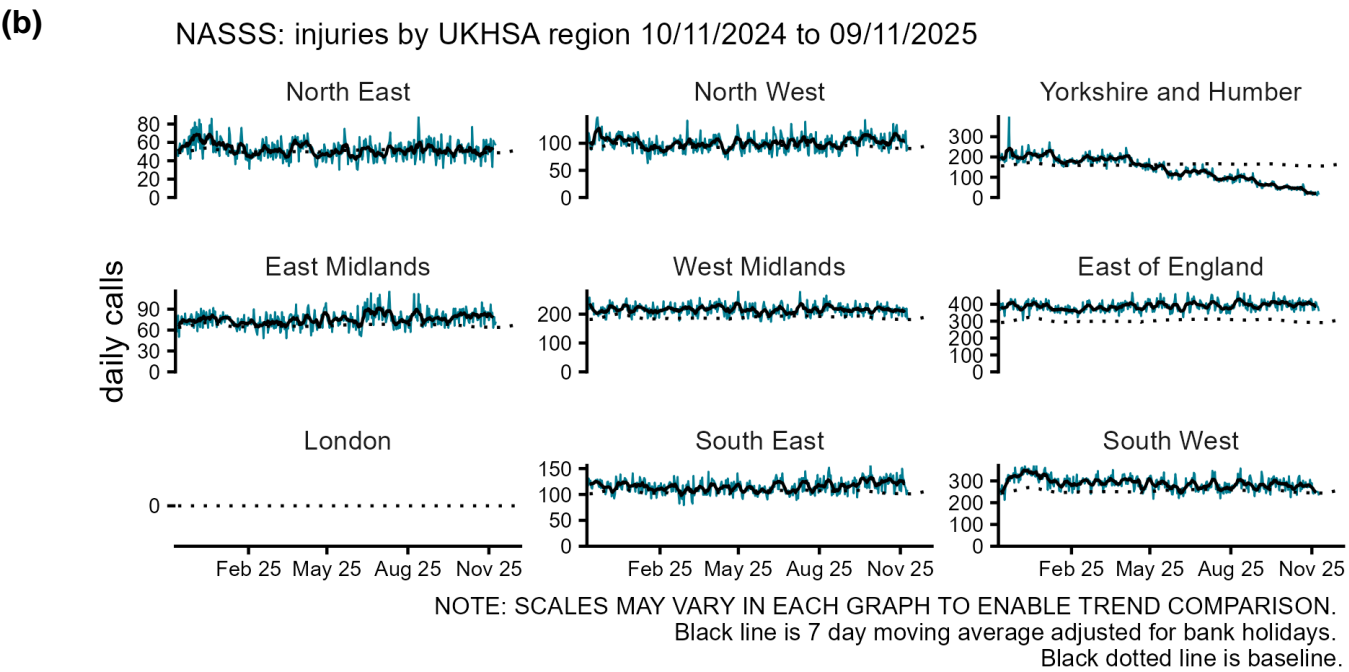 (b)
NASSS: injuries by UKHSA region 10/11/2024 to 09/11/2025
North East
North West
Yorkshire and Humber
80
60
40
20
0
100
50
0
300
200
100
0
daily calls
East Midlands
West Midlands
East of England
90
60
30
0
200
100
0
400
300
200
100
0
London
South East
South West
0
150
100
50
0
300
200
100
0
Feb 25 May 25 Aug 25 Nov 25
Feb 25 May 25 Aug 25 Nov 25
Feb 25 May 25 Aug 25 Nov 25
NOTE: SCALES MAY VARY IN EACH GRAPH TO ENABLE TREND COMPARISON.
Black line is 7 day moving average adjusted for bank holidays.
Black dotted line is baseline.